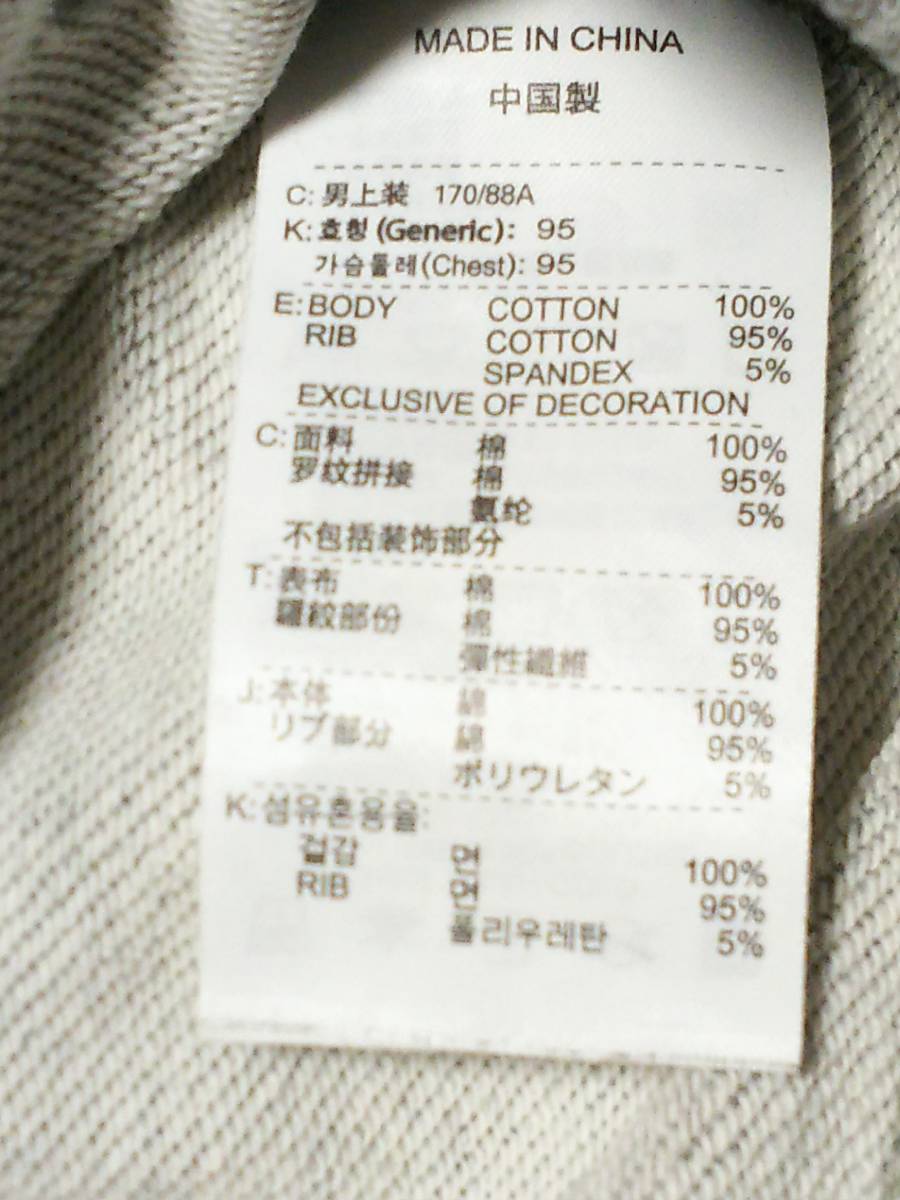 MADE IN CHINA
中国製
C: 男上装 170/88A
K: 호칭 (Generic): 95
가슴둘레(Chest): 95
E: BODY COTTON 100%
RIB COTTON 95%
SPANDEX 5%
EXCLUSIVE OF DECORATION
C: 面料 棉 100%
罗纹拼接 棉 95%
氨纶 5%
不包括装饰部分
T: 表布 棉 100%
羅紋部份 棉 95%
彈性纖維 5%
J: 本体 綿 100%
リブ部分 綿 95%
ポリウレタン 5%
K: 섬유혼용율:
겉감 면 100%
RIB 면 95%
폴리우레탄 5%